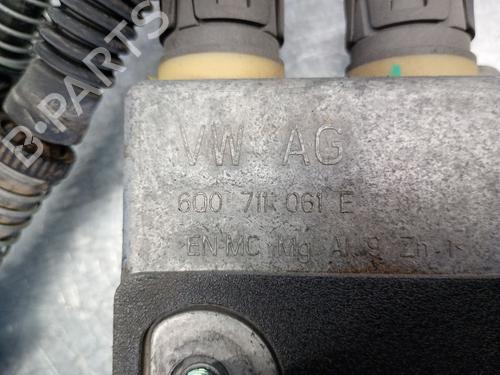 B-PARTS
VW AG
6Q0 711 061 E
EN-MC Mg Al 9 Zn 1